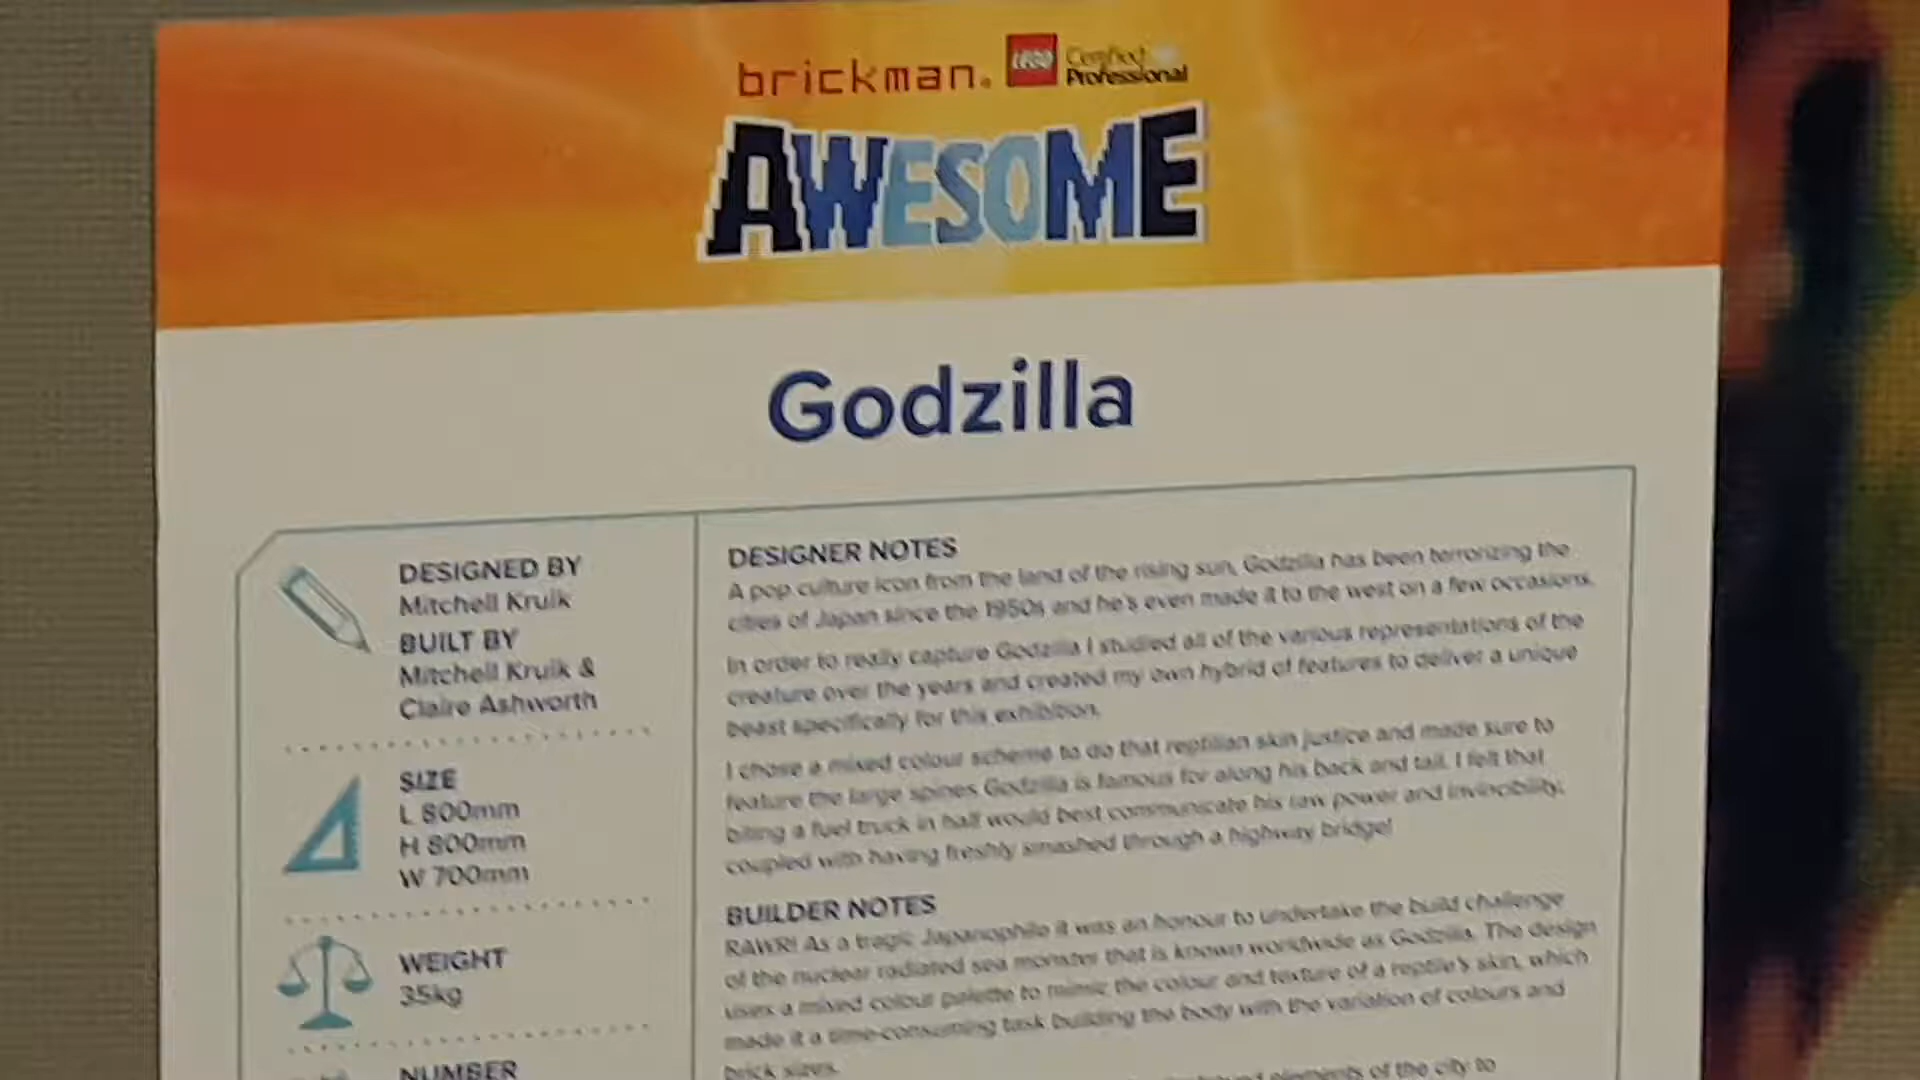 brickman.
LEGO Certified
Professional
AWESOME
Godzilla
DESIGNED BY
Mitchell Kruik
BUILT BY
Mitchell Kruik &
Claire Ashworth
SIZE
L 800mm
H 800mm
W 700mm
WEIGHT
35kg
NUMBER
DESIGNER NOTES
A pop culture icon from the land of the rising sun, Godzilla has been terrorizing the
cities of Japan since the 1950s and he's even made it to the west on a few occasions.
In order to really capture Godzilla I studied all of the various representations of the
creature over the years and created my own hybrid of features to deliver a unique
beast specifically for this exhibition.
I chose a mixed colour scheme to do that reptilian skin justice and made sure to
feature the large spines Godzilla is famous for along his back and tail. I felt that
biting a fuel truck in half would best communicate his raw power and invincibility;
coupled with having freshly smashed through a highway bridge!
BUILDER NOTES
RAWR! As a tragic Japanophile it was an honour to undertake the build challenge
of the nuclear radiated sea monster that is known worldwide as Godzilla. The design
uses a mixed colour palette to mimic the colour and texture of a reptile's skin, which
made it a time-consuming task building the body with the variation of colours and
brick sizes.
elements of the city to